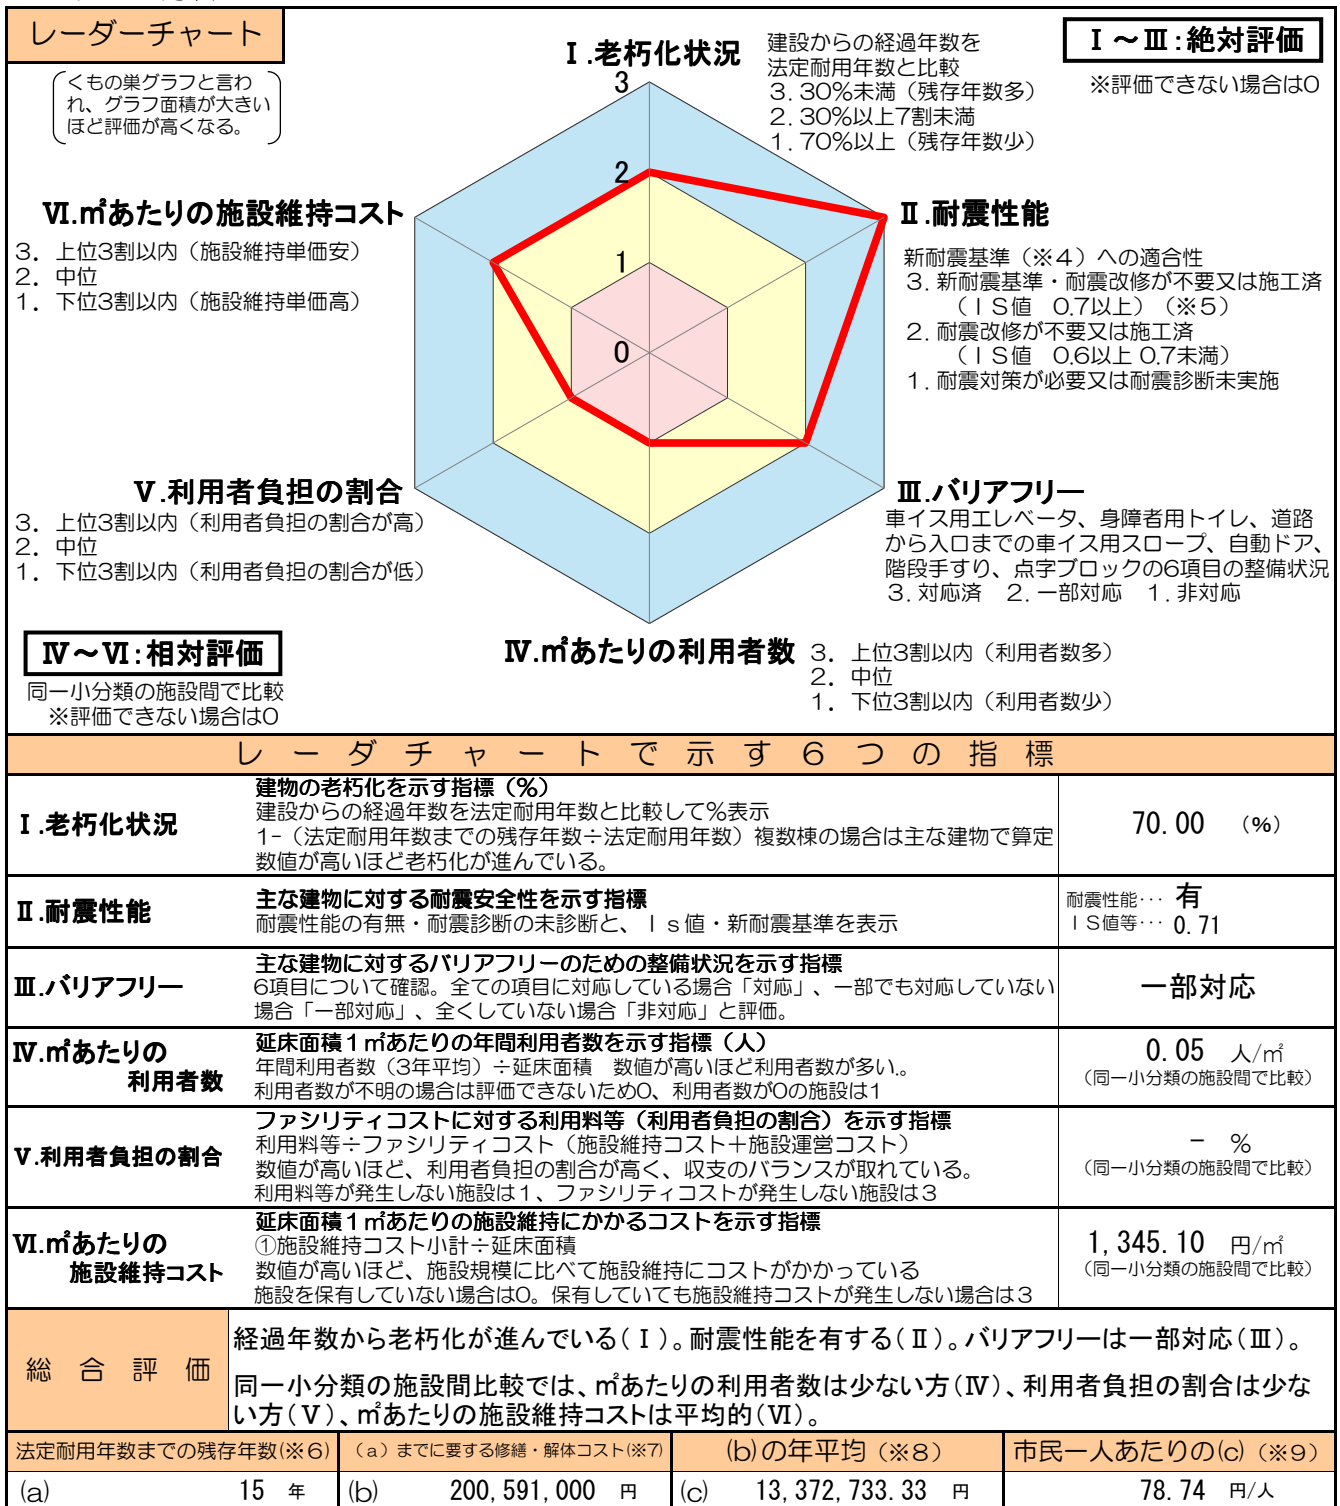 レーダーチャート
くもの巣グラフと言わ
れ、グラフ面積が大きい
ほど評価が高くなる。
Ⅰ.老朽化状況
建設からの経過年数を
法定耐用年数と比較
3. 30%未満（残存年数多）
2. 30%以上7割未満
1. 70%以上（残存年数少）
Ⅰ～Ⅲ:絶対評価
※評価できない場合は0
3
2
1
0
Ⅵ.㎡あたりの施設維持コスト
3. 上位3割以内（施設維持単価安）
2. 中位
1. 下位3割以内（施設維持単価高）
Ⅱ.耐震性能
新耐震基準（※4）への適合性
3. 新耐震基準・耐震改修が不要又は施工済
（ＩＳ値 0.7以上）（※5）
2. 耐震改修が不要又は施工済
（ＩＳ値 0.6以上 0.7未満）
1. 耐震対策が必要又は耐震診断未実施
Ⅴ.利用者負担の割合
3. 上位3割以内（利用者負担の割合が高）
2. 中位
1. 下位3割以内（利用者負担の割合が低）
Ⅲ.バリアフリー
車イス用エレベータ、身障者用トイレ、道路
から入口までの車イス用スロープ、自動ドア、
階段手すり、点字ブロックの6項目の整備状況
3. 対応済 2. 一部対応 1. 非対応
Ⅳ～Ⅵ:相対評価
同一小分類の施設間で比較
※評価できない場合は0
Ⅳ.㎡あたりの利用者数
3. 上位3割以内（利用者数多）
2. 中位
1. 下位3割以内（利用者数少）
レーダチャートで示す６つの指標
Ⅰ.老朽化状況
建物の老朽化を示す指標（%）
建設からの経過年数を法定耐用年数と比較して%表示
1-（法定耐用年数までの残存年数÷法定耐用年数）複数棟の場合は主な建物で算定
数値が高いほど老朽化が進んでいる。
70.00 （%）
Ⅱ.耐震性能
主な建物に対する耐震安全性を示す指標
耐震性能の有無・耐震診断の未診断と、Ｉｓ値・新耐震基準を表示
耐震性能… 有
ＩＳ値等… 0.71
Ⅲ.バリアフリー
主な建物に対するバリアフリーのための整備状況を示す指標
6項目について確認。全ての項目に対応している場合「対応」、一部でも対応していない
場合「一部対応」、全くしていない場合「非対応」と評価。
一部対応
Ⅳ.㎡あたりの
利用者数
延床面積１㎡あたりの年間利用者数を示す指標（人）
年間利用者数（3年平均）÷延床面積 数値が高いほど利用者数が多い。
利用者数が不明の場合は評価できないため0、利用者数が0の施設は1
0.05 人/㎡
（同一小分類の施設間で比較）
Ⅴ.利用者負担の割合
ファシリティコストに対する利用料等（利用者負担の割合）を示す指標
利用料等÷ファシリティコスト（施設維持コスト＋施設運営コスト）
数値が高いほど、利用者負担の割合が高く、収支のバランスが取れている。
利用料等が発生しない施設は１、ファシリティコストが発生しない施設は３
- %
（同一小分類の施設間で比較）
Ⅵ.㎡あたりの
施設維持コスト
延床面積１㎡あたりの施設維持にかかるコストを示す指標
①施設維持コスト小計÷延床面積
数値が高いほど、施設規模に比べて施設維持にコストがかかっている
施設を保有していない場合は0。保有していても施設維持コストが発生しない場合は３
1,345.10 円/㎡
（同一小分類の施設間で比較）
総合評価
経過年数から老朽化が進んでいる(Ⅰ)。耐震性能を有する(Ⅱ)。バリアフリーは一部対応(Ⅲ)。
同一小分類の施設間比較では、㎡あたりの利用者数は少ない方(Ⅳ)、利用者負担の割合は少な
い方(Ⅴ)、㎡あたりの施設維持コストは平均的(Ⅵ)。
法定耐用年数までの残存年数(※6) （a）までに要する修繕・解体コスト(※7) (b)の年平均（※8） 市民一人あたりの(c)（※9）
(a) 15 年 (b) 200,591,000 円 (c) 13,372,733.33 円 78.74 円/人